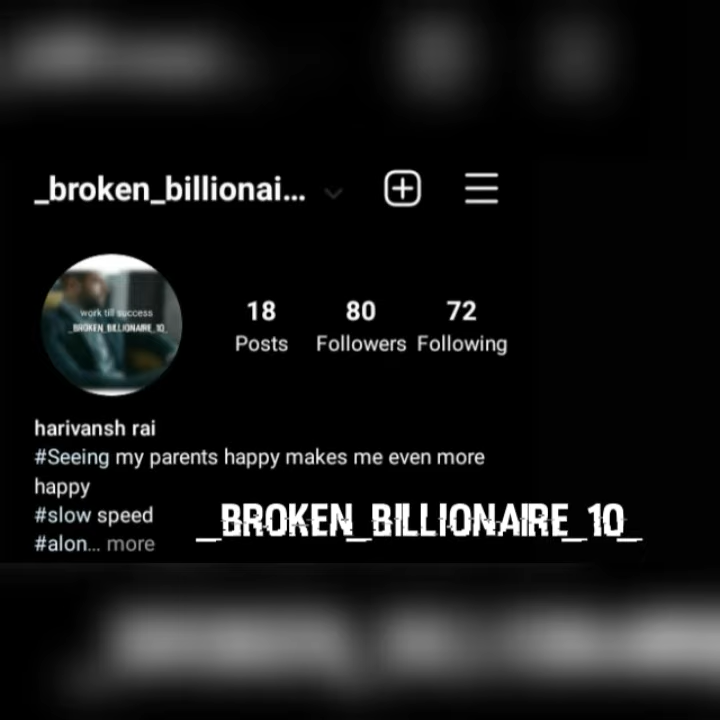 _broken_billionai...
work till success
_BROKEN_BILLIONAIRE_10_
18 80 72
Posts Followers Following
harivansh rai
#Seeing my parents happy makes me even more
happy
#slow speed
#alon... more
_BROKEN_BILLIONAIRE_10_